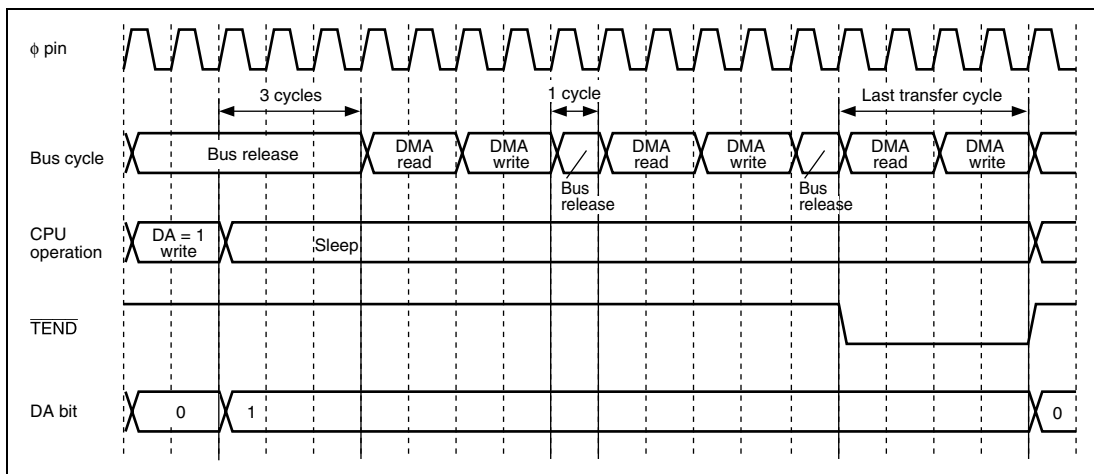 φ pin
3 cycles
1 cycle
Last transfer cycle
Bus cycle
Bus release
DMA read
DMA write
Bus release
DMA read
DMA write
Bus release
DMA read
DMA write
CPU operation
DA = 1 write
Sleep
TEND
DA bit
0
1
0